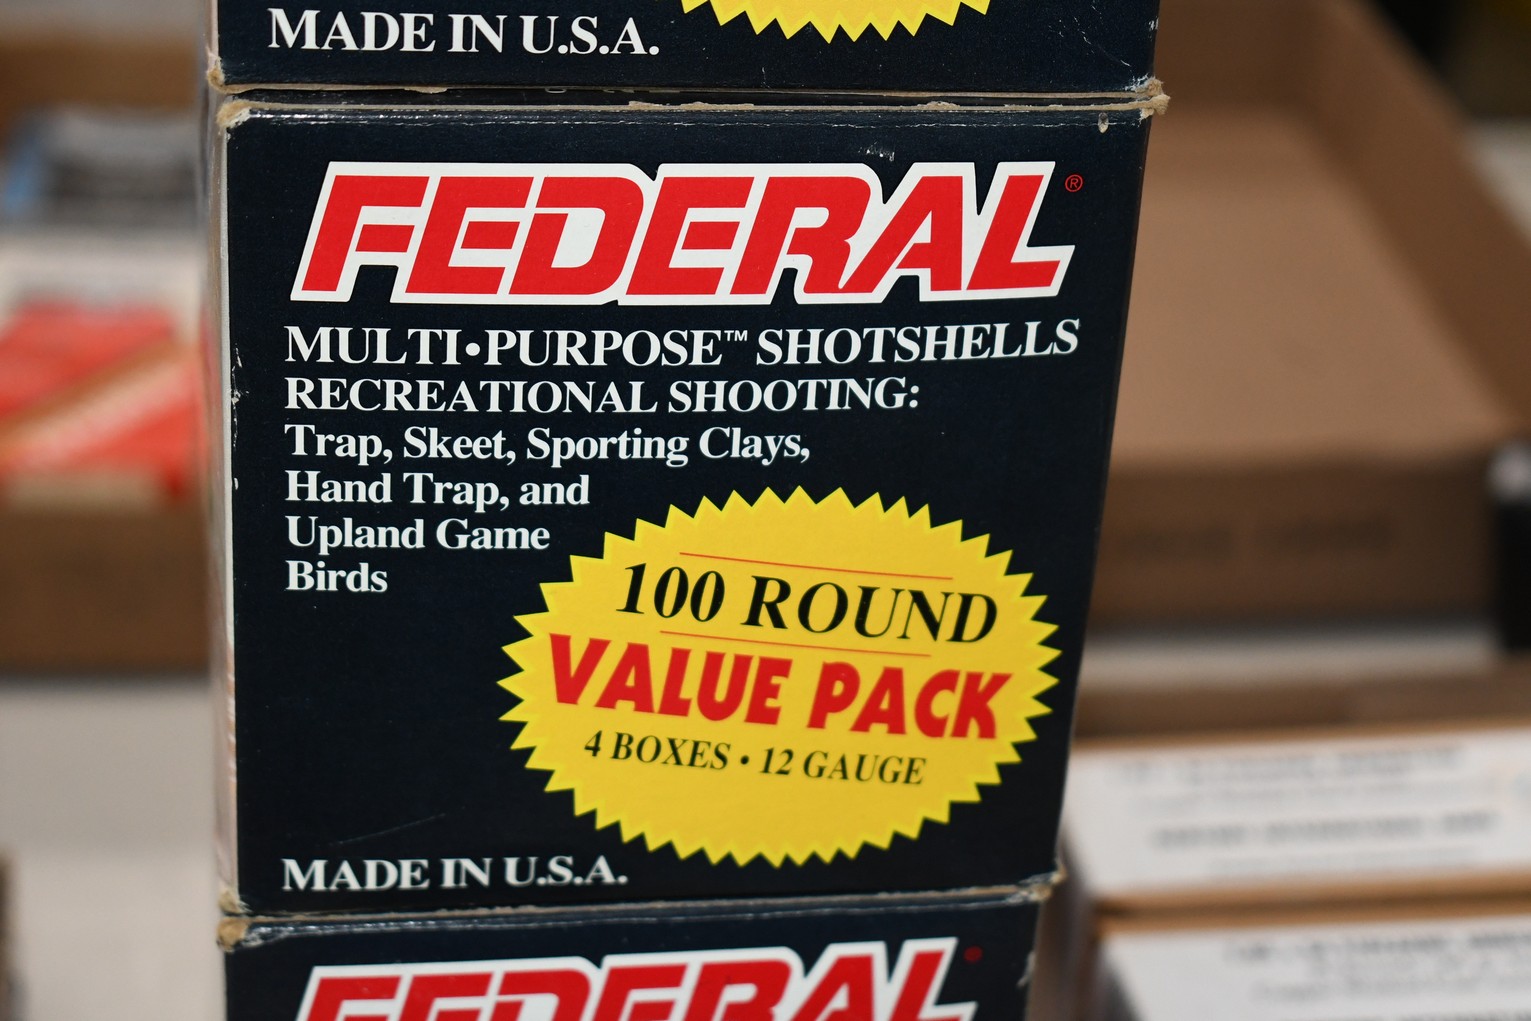 MADE IN U.S.A.
FEDERAL®
MULTI•PURPOSE™ SHOTSHELLS
RECREATIONAL SHOOTING:
Trap, Skeet, Sporting Clays,
Hand Trap, and
Upland Game
Birds
100 ROUND
VALUE PACK
4 BOXES • 12 GAUGE
MADE IN U.S.A.
FEDERAL®